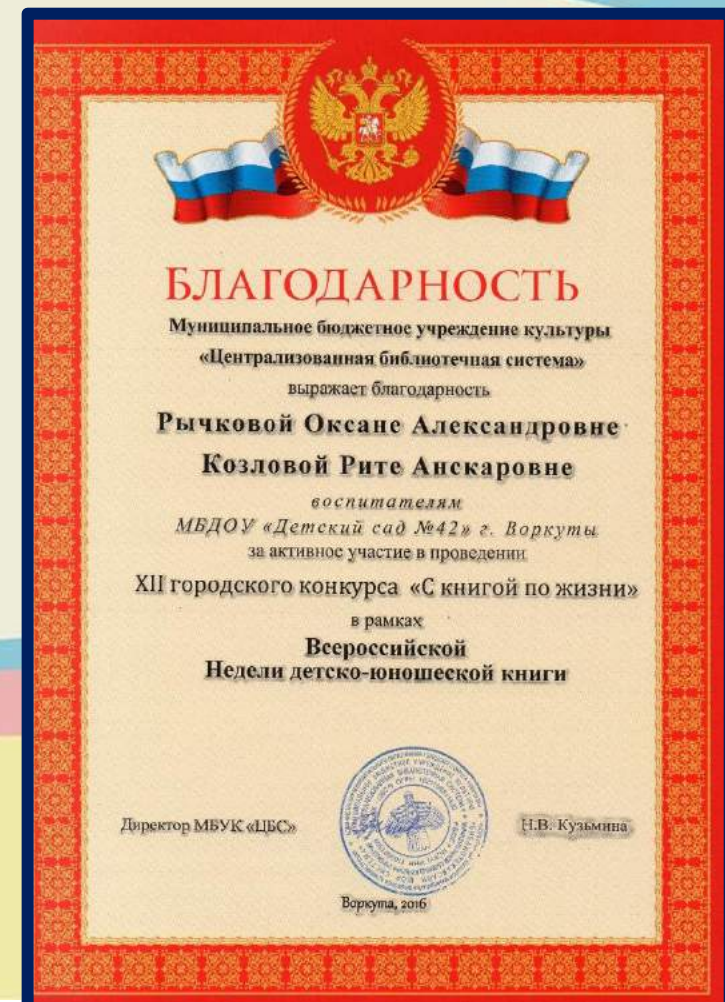 БЛАГОДАРНОСТЬ
Муниципальное бюджетное учреждение культуры
«Централизованная библиотечная система»
выражает благодарность
Рычковой Оксане Александровне
Козловой Рите Анскаровне
воспитателям
МБДОУ «Детский сад №42» г. Воркуты
за активное участие в проведении
XII городского конкурса «С книгой по жизни»
в рамках
Всероссийской
Недели детско-юношеской книги
Директор МБУК «ЦБС»
Н.В. Кузьмина
Воркута, 2016